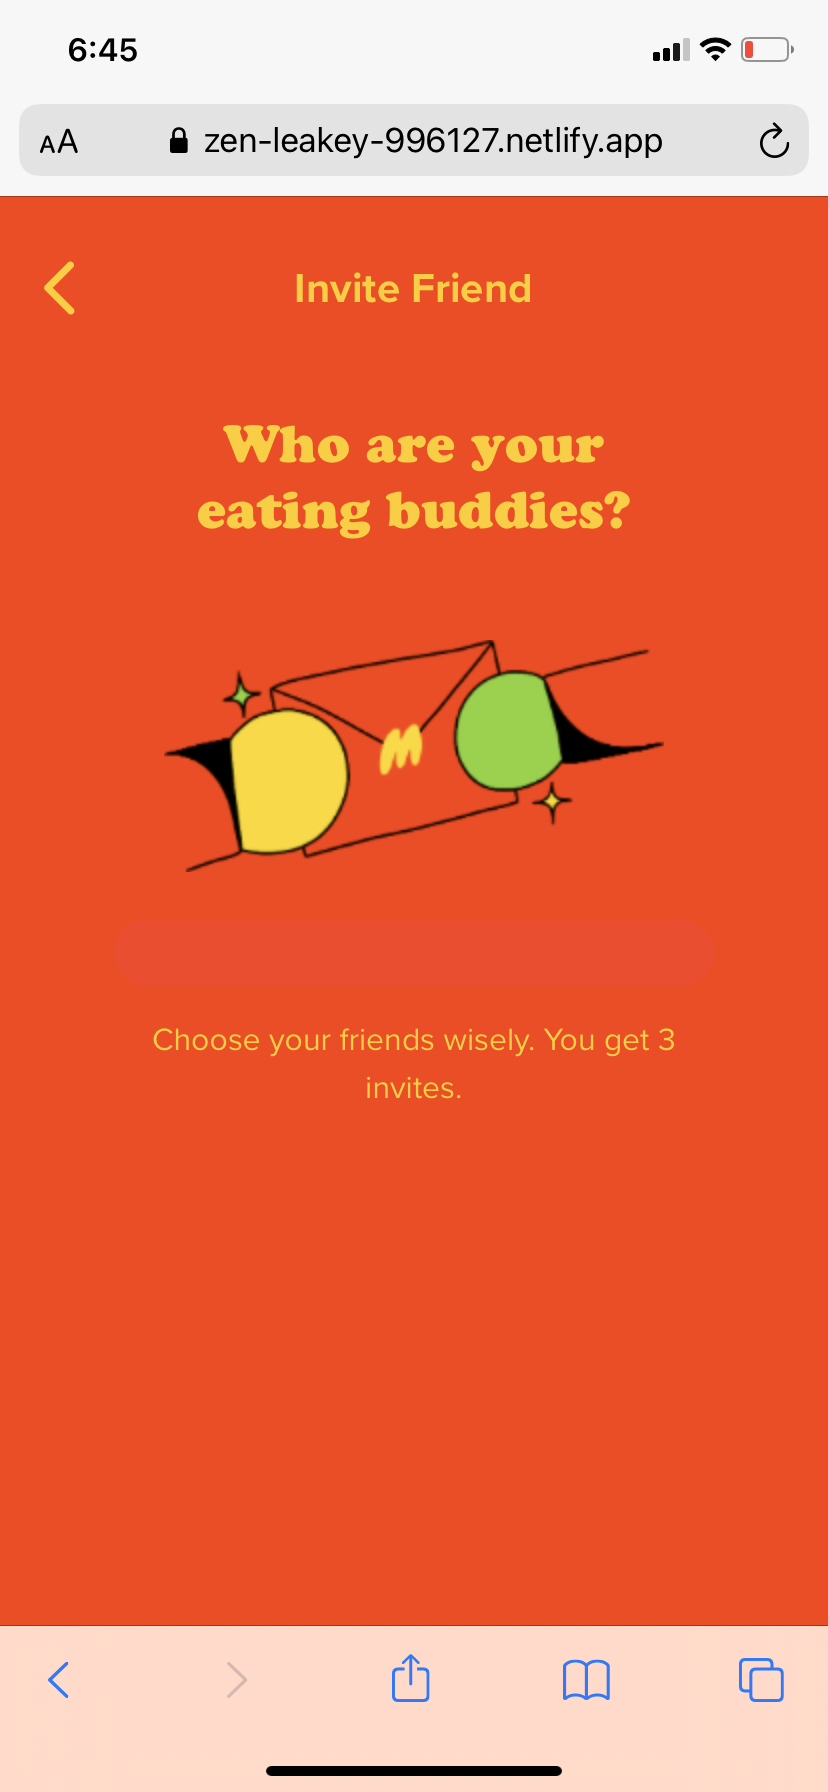 6:45
AA zen-leakey-996127.netlify.app
Invite Friend
Who are your
eating buddies?
M
Choose your friends wisely. You get 3
invites.